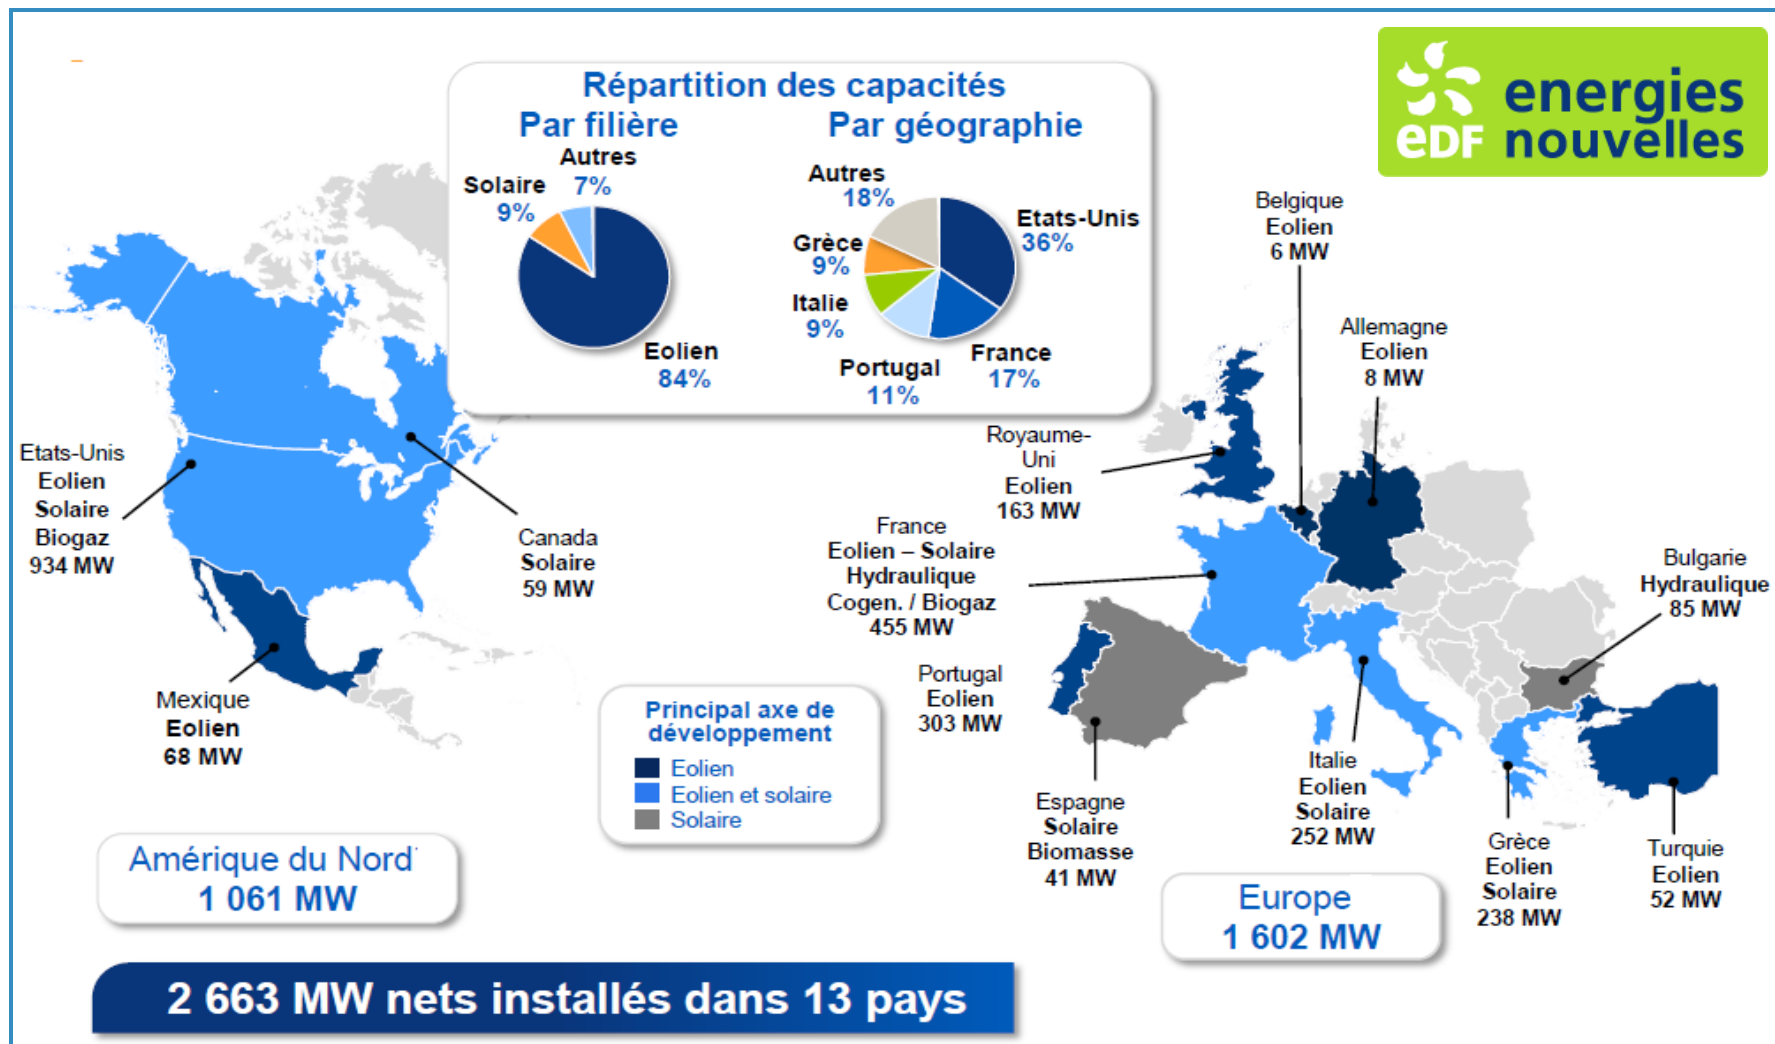 Répartition des capacités
Par filière
Par géographie
Autres
7%
Solaire
9%
Eolien
84%
Autres
18%
Etats-Unis
36%
Grèce
9%
Italie
9%
Portugal
11%
France
17%
eDF energies
nouvelles
Belgique
Eolien
6 MW
Allemagne
Eolien
8 MW
Royaume-
Uni
Eolien
163 MW
Etats-Unis
Eolien
Solaire
Biogaz
934 MW
Canada
Solaire
59 MW
France
Eolien – Solaire
Hydraulique
Cogen. / Biogaz
455 MW
Bulgarie
Hydraulique
85 MW
Mexique
Eolien
68 MW
Portugal
Eolien
303 MW
Principal axe de
développement
Eolien
Eolien et solaire
Solaire
Espagne
Solaire
Biomasse
41 MW
Italie
Eolien
Solaire
252 MW
Grèce
Eolien
Solaire
238 MW
Turquie
Eolien
52 MW
Amérique du Nord
1 061 MW
Europe
1 602 MW
2 663 MW nets installés dans 13 pays